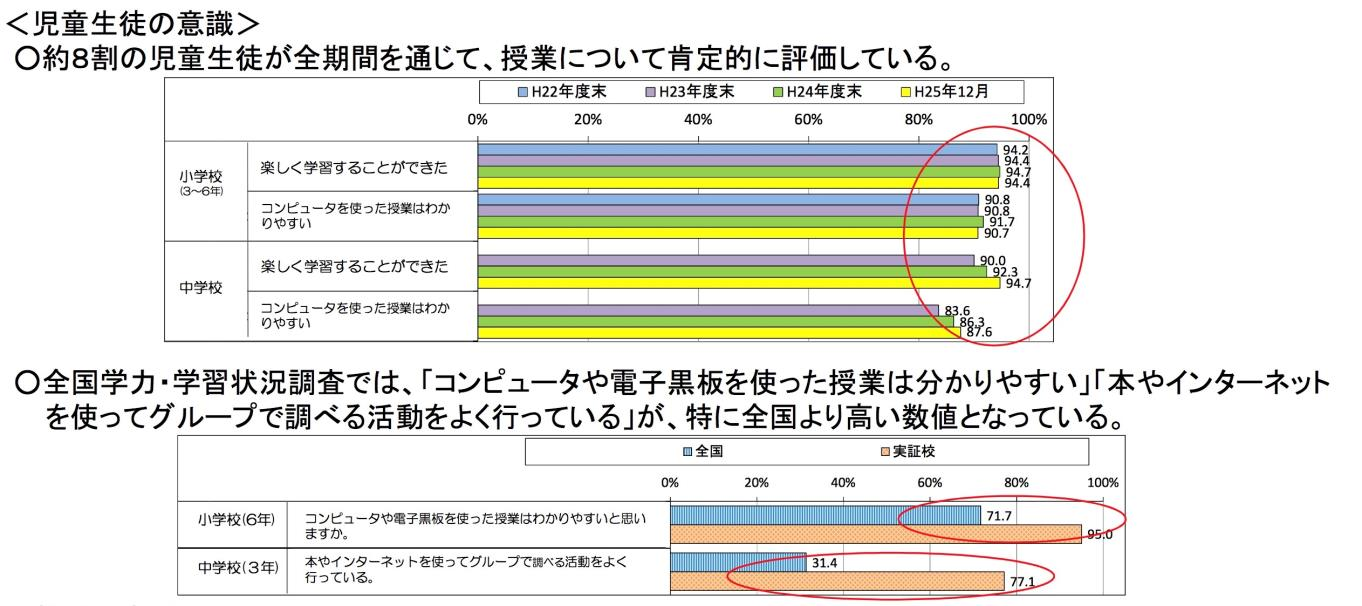 ＜児童生徒の意識＞
○約８割の児童生徒が全期間を通じて、授業について肯定的に評価している。
H22年度末 H23年度末 H24年度末 H25年12月
0% 20% 40% 60% 80% 100%
小学校
(3～6年)
楽しく学習することができた
94.2
94.4
94.7
94.4
コンピュータを使った授業はわか
りやすい
90.8
90.8
91.7
90.7
中学校
楽しく学習することができた
90.0
92.3
94.7
コンピュータを使った授業はわか
りやすい
83.6
86.3
87.6
○全国学力・学習状況調査では、「コンピュータや電子黒板を使った授業は分かりやすい」「本やインターネット
を使ってグループで調べる活動をよく行っている」が、特に全国より高い数値となっている。
全国 実証校
0% 20% 40% 60% 80% 100%
小学校(6年)
コンピュータや電子黒板を使った授業はわかりやすいと思い
ますか。
71.7
95.0
中学校(３年)
本やインターネットを使ってグループで調べる活動をよく
行っている。
31.4
77.1